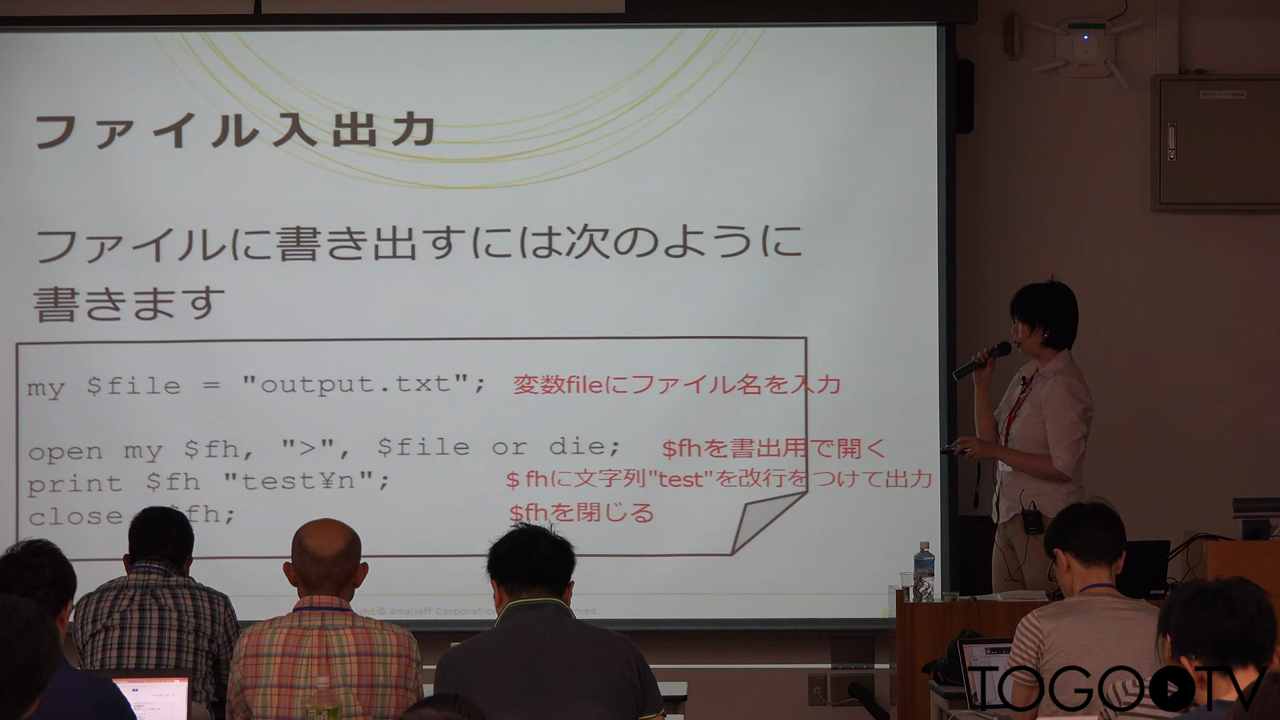 ファイル入出力
ファイルに書き出すには次のように
書きます
my $file = "output.txt"; 変数fileにファイル名を入力
open my $fh, ">", $file or die; $fhを書出用で開く
print $fh "test¥n"; $fhに文字列"test"を改行をつけて出力
close $fh; $fhを閉じる
© Amelieff Corporation
TOGOTV